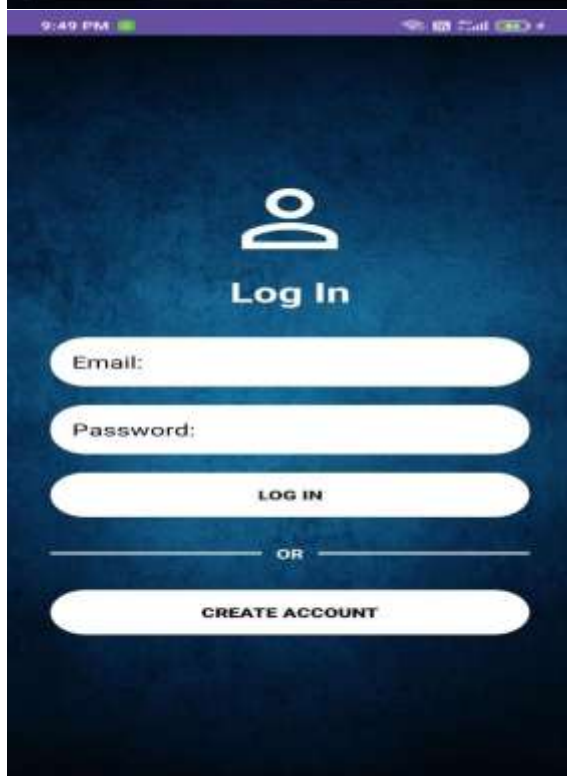 9:49 PM
Log In
Email:
Password:
LOG IN
OR
CREATE ACCOUNT